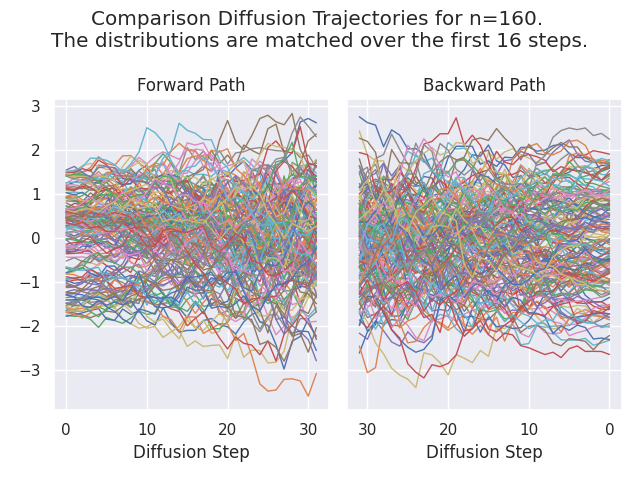 Comparison Diffusion Trajectories for n=160.
The distributions are matched over the first 16 steps.
Forward Path
Backward Path
3
2
1
0
−1
−2
−3
0 10 20 30
30 20 10 0
Diffusion Step
Diffusion Step